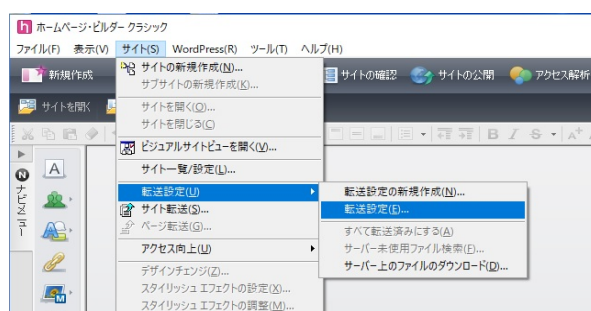 ホームページ・ビルダー クラシック
ファイル(F) 表示(V) サイト(S) WordPress(R) ツール(T) ヘルプ(H)
新規作成 サイトの確認 サイトの公開 アクセス解析
サイトを開く
サイトの新規作成(N)...
サブサイトの新規作成(K)...
サイトを開く(O)...
サイトを閉じる(C)
ビジュアルサイトビューを開く(V)...
サイト一覧/設定(L)...
転送設定(U)
サイト転送(S)...
ページ転送(G)...
アクセス向上(U)
デザインチェンジ(Z)...
スタイリッシュ エフェクトの設定(X)...
スタイリッシュ エフェクトの調整(M)...
転送設定の新規作成(N)...
転送設定(E)...
すべて転送済みにする(A)
サーバー未使用ファイル検索(F)...
サーバー上のファイルのダウンロード(D)...
B I S A
ナビメニュー
A